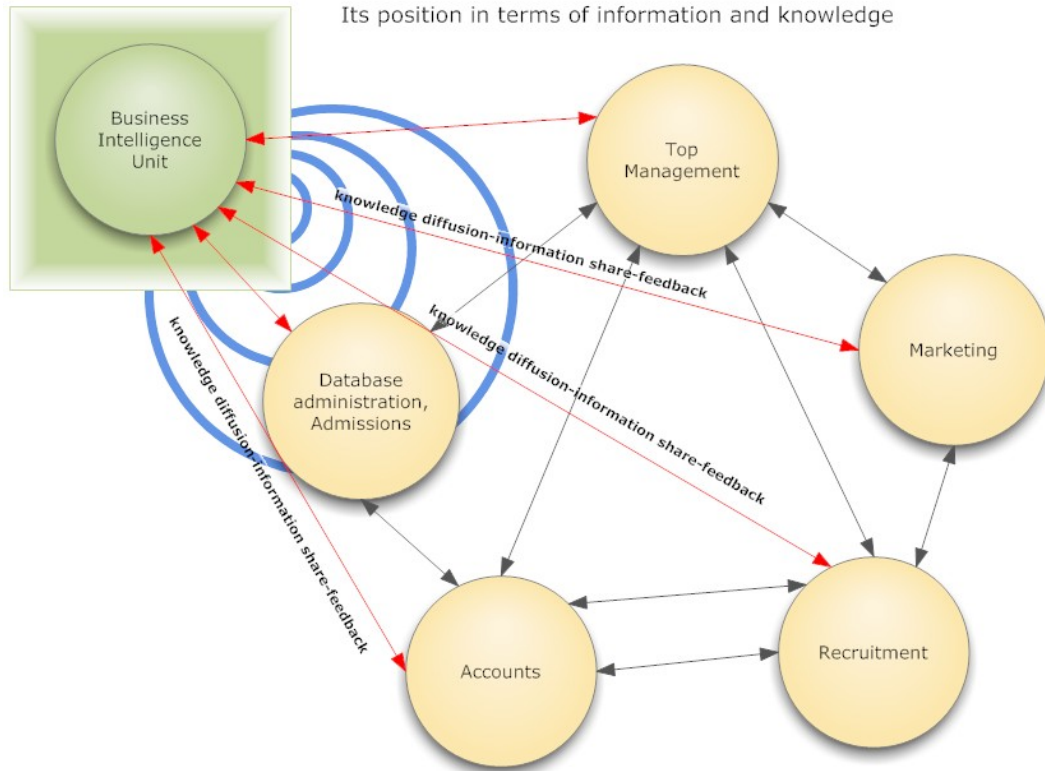 Its position in terms of information and knowledge
Business
Intelligence
Unit
Top
Management
knowledge diffusion-information share-feedback
Marketing
knowledge diffusion-information share-feedback
knowledge diffusion-information share-feedback
Database
administration,
Admissions
Accounts
Recruitment